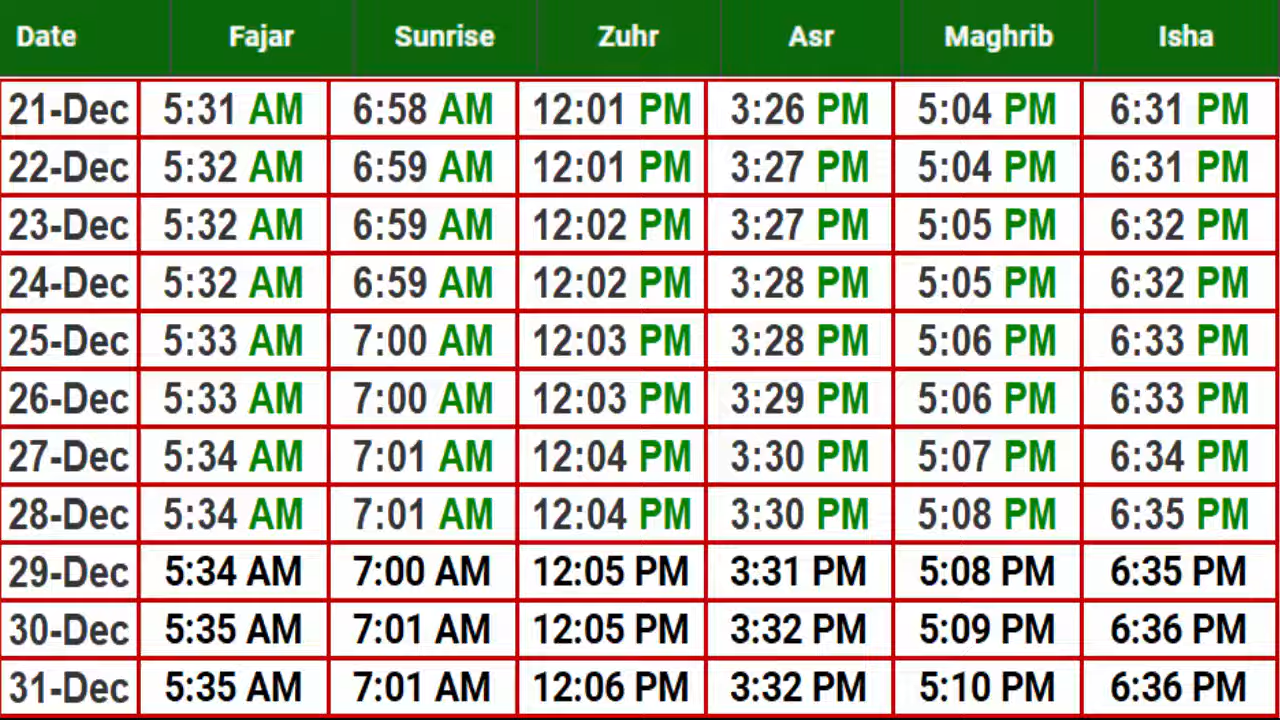 Date Fajar Sunrise Zuhr Asr Maghrib Isha
21-Dec 5:31 AM 6:58 AM 12:01 PM 3:26 PM 5:04 PM 6:31 PM
22-Dec 5:32 AM 6:59 AM 12:01 PM 3:27 PM 5:04 PM 6:31 PM
23-Dec 5:32 AM 6:59 AM 12:02 PM 3:27 PM 5:05 PM 6:32 PM
24-Dec 5:32 AM 6:59 AM 12:02 PM 3:28 PM 5:05 PM 6:32 PM
25-Dec 5:33 AM 7:00 AM 12:03 PM 3:28 PM 5:06 PM 6:33 PM
26-Dec 5:33 AM 7:00 AM 12:03 PM 3:29 PM 5:06 PM 6:33 PM
27-Dec 5:34 AM 7:01 AM 12:04 PM 3:30 PM 5:07 PM 6:34 PM
28-Dec 5:34 AM 7:01 AM 12:04 PM 3:30 PM 5:08 PM 6:35 PM
29-Dec 5:34 AM 7:00 AM 12:05 PM 3:31 PM 5:08 PM 6:35 PM
30-Dec 5:35 AM 7:01 AM 12:05 PM 3:32 PM 5:09 PM 6:36 PM
31-Dec 5:35 AM 7:01 AM 12:06 PM 3:32 PM 5:10 PM 6:36 PM